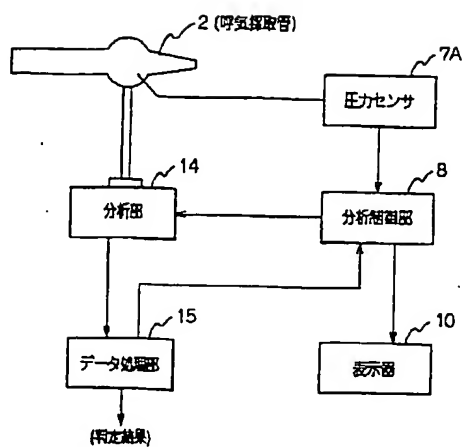 2 (呼気採取管)
7A
圧力センサ
14
8
分析部
分析制御部
15
10
データ処理部
表示器
(判定結果)